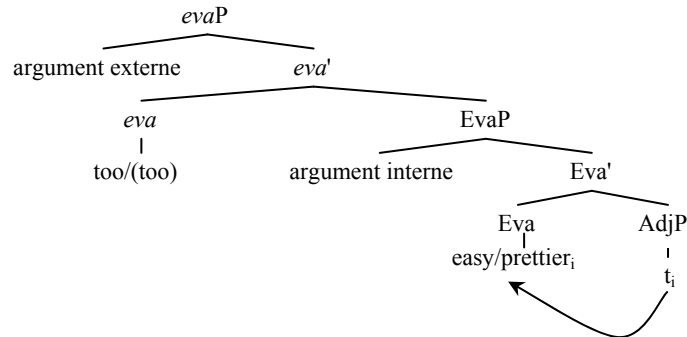 evaP
argument externe eva'
eva EvaP
too/(too) argument interne Eva'
Eva AdjP
easy/prettierᵢ tᵢ